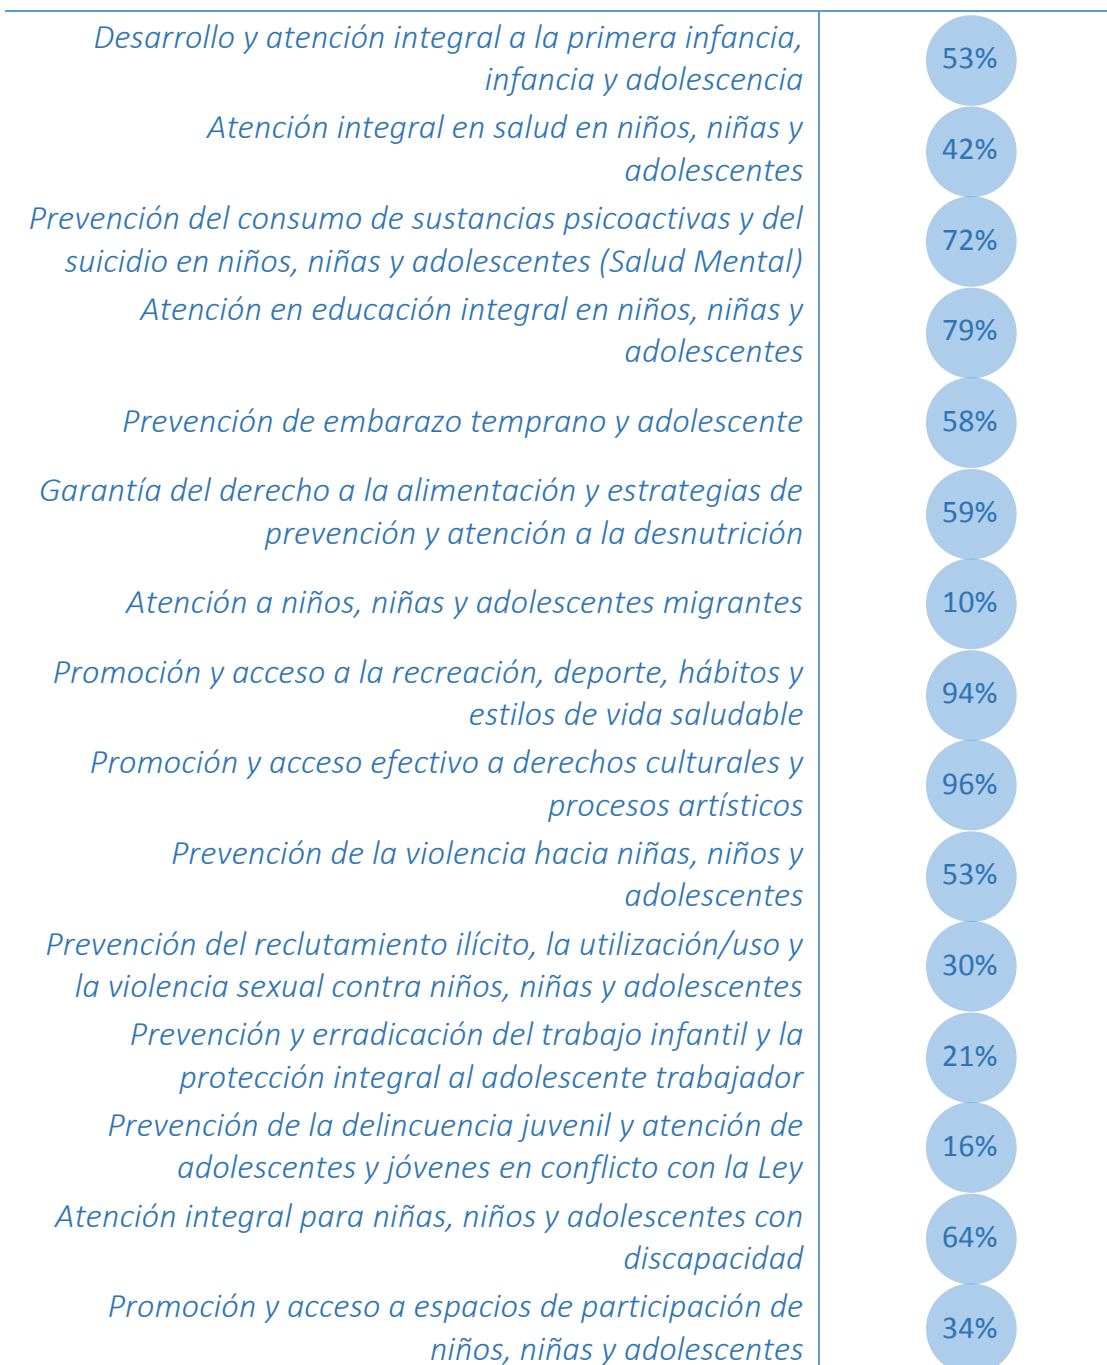 Desarrollo y atención integral a la primera infancia,
infancia y adolescencia
53%
Atención integral en salud en niños, niñas y
adolescentes
42%
Prevención del consumo de sustancias psicoactivas y del
suicidio en niños, niñas y adolescentes (Salud Mental)
72%
Atención en educación integral en niños, niñas y
adolescentes
79%
Prevención de embarazo temprano y adolescente
58%
Garantía del derecho a la alimentación y estrategias de
prevención y atención a la desnutrición
59%
Atención a niños, niñas y adolescentes migrantes
10%
Promoción y acceso a la recreación, deporte, hábitos y
estilos de vida saludable
94%
Promoción y acceso efectivo a derechos culturales y
procesos artísticos
96%
Prevención de la violencia hacia niñas, niños y
adolescentes
53%
Prevención del reclutamiento ilícito, la utilización/uso y
la violencia sexual contra niños, niñas y adolescentes
30%
Prevención y erradicación del trabajo infantil y la
protección integral al adolescente trabajador
21%
Prevención de la delincuencia juvenil y atención de
adolescentes y jóvenes en conflicto con la Ley
16%
Atención integral para niñas, niños y adolescentes con
discapacidad
64%
Promoción y acceso a espacios de participación de
niños, niñas y adolescentes
34%